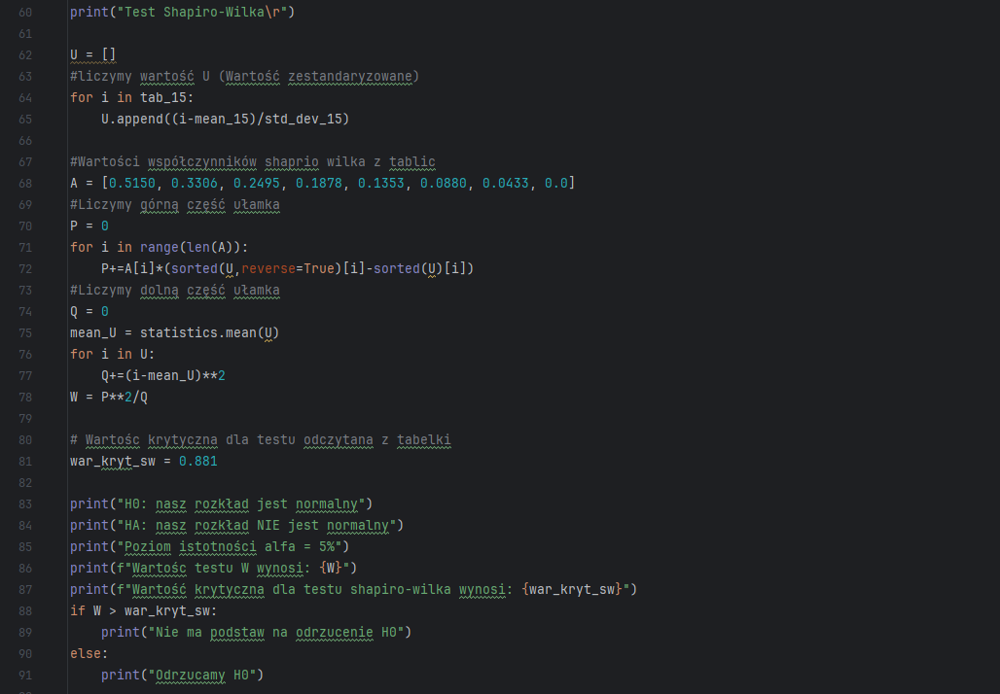 60 print("Test Shapiro-Wilka\r")
61
62 U = []
63 #liczymy wartość U (Wartość zestandaryzowane)
64 for i in tab_15:
65     U.append((i-mean_15)/std_dev_15)
66
67 #Wartości współczynników shaprio wilka z tablic
68 A = [0.5150, 0.3306, 0.2495, 0.1878, 0.1353, 0.0880, 0.0433, 0.0]
69 #Liczymy górną część ułamka
70 P = 0
71 for i in range(len(A)):
72     P+=A[i]*(sorted(U,reverse=True)[i]-sorted(U)[i])
73 #Liczymy dolną część ułamka
74 Q = 0
75 mean_U = statistics.mean(U)
76 for i in U:
77     Q+=(i-mean_U)**2
78 W = P**2/Q
79
80 # Wartośc krytyczna dla testu odczytana z tabelki
81 war_kryt_sw = 0.881
82
83 print("H0: nasz rozkład jest normalny")
84 print("HA: nasz rozkład NIE jest normalny")
85 print("Poziom istotności alfa = 5%")
86 print(f"Wartośc testu W wynosi: {W}")
87 print(f"Wartość krytyczna dla testu shapiro-wilka wynosi: {war_kryt_sw}")
88 if W > war_kryt_sw:
89     print("Nie ma podstaw na odrzucenie H0")
90 else:
91     print("Odrzucamy H0")